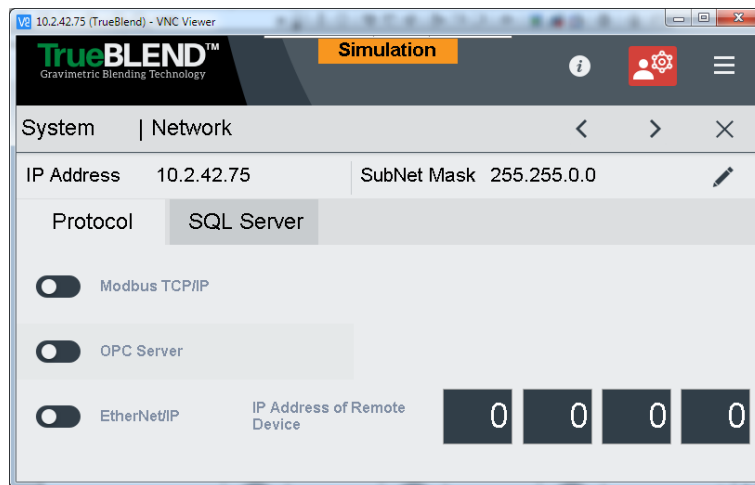 10.2.42.75 (TrueBlend) - VNC Viewer
TrueBLEND™
Gravimetric Blending Technology
Simulation
System | Network
IP Address 10.2.42.75 SubNet Mask 255.255.0.0
Protocol SQL Server
Modbus TCP/IP
OPC Server
EtherNet/IP IP Address of Remote
Device 0 0 0 0